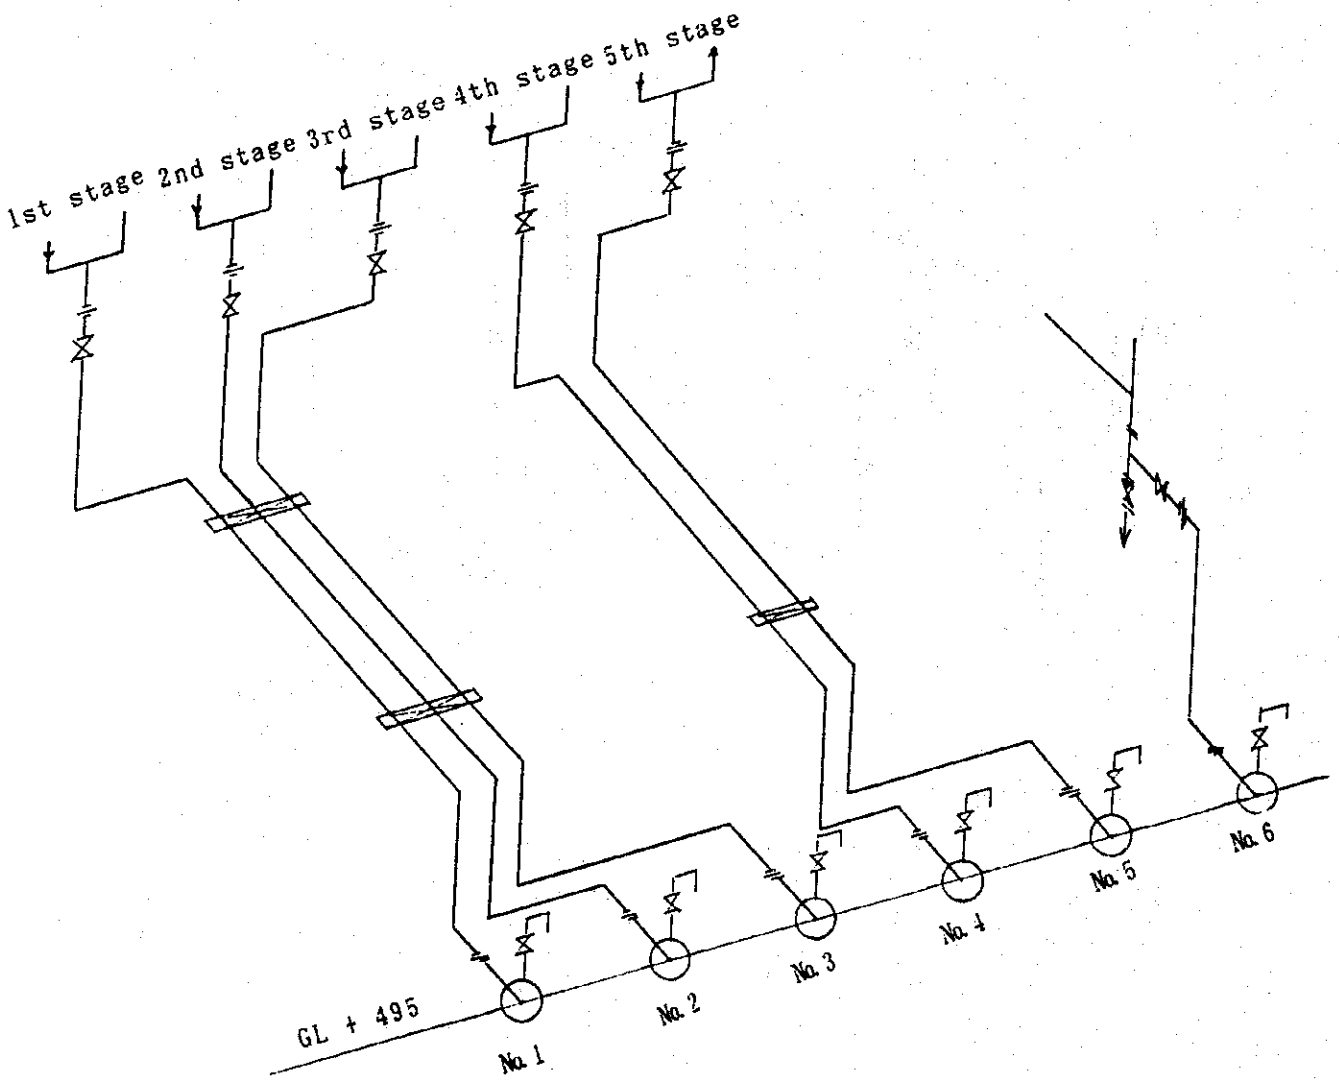 1st stage
2nd stage
3rd stage
4th stage
5th stage
GL + 495
No. 1
No. 2
No. 3
No. 4
No. 5
No. 6